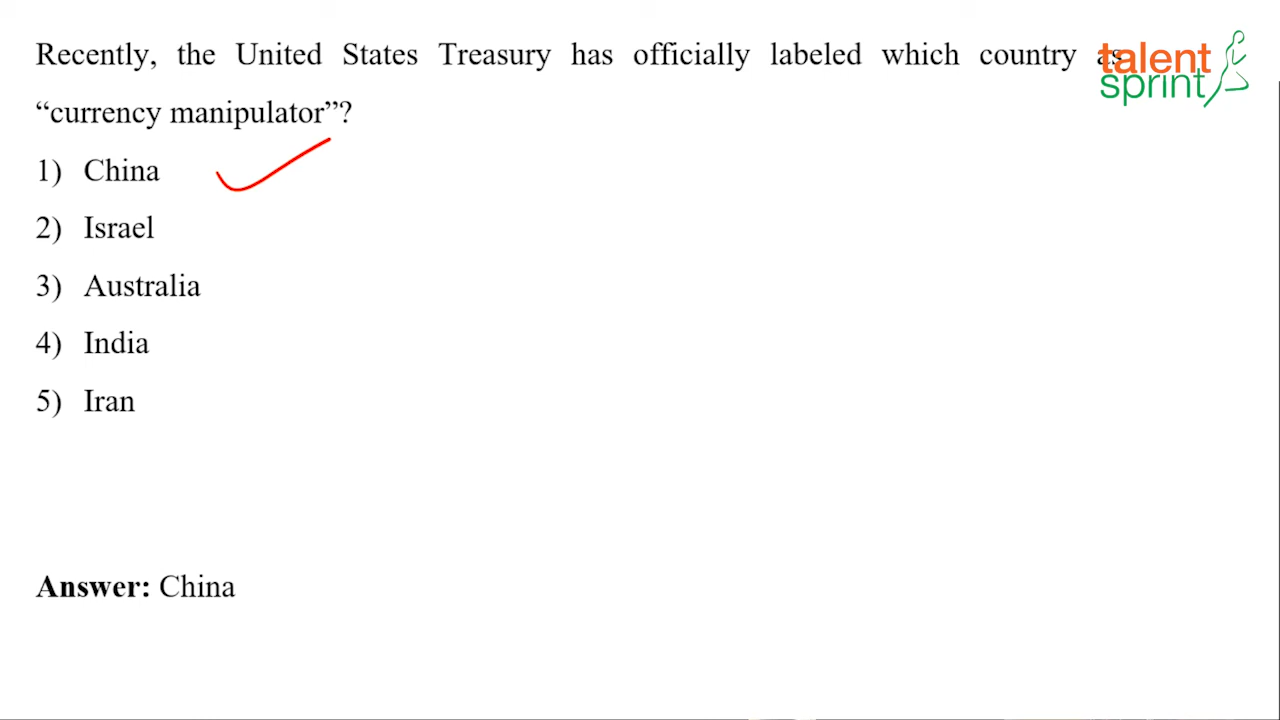 Recently, the United States Treasury has officially labeled which country as
“currency manipulator”?
1) China
2) Israel
3) Australia
4) India
5) Iran
Answer: China
talent
sprint